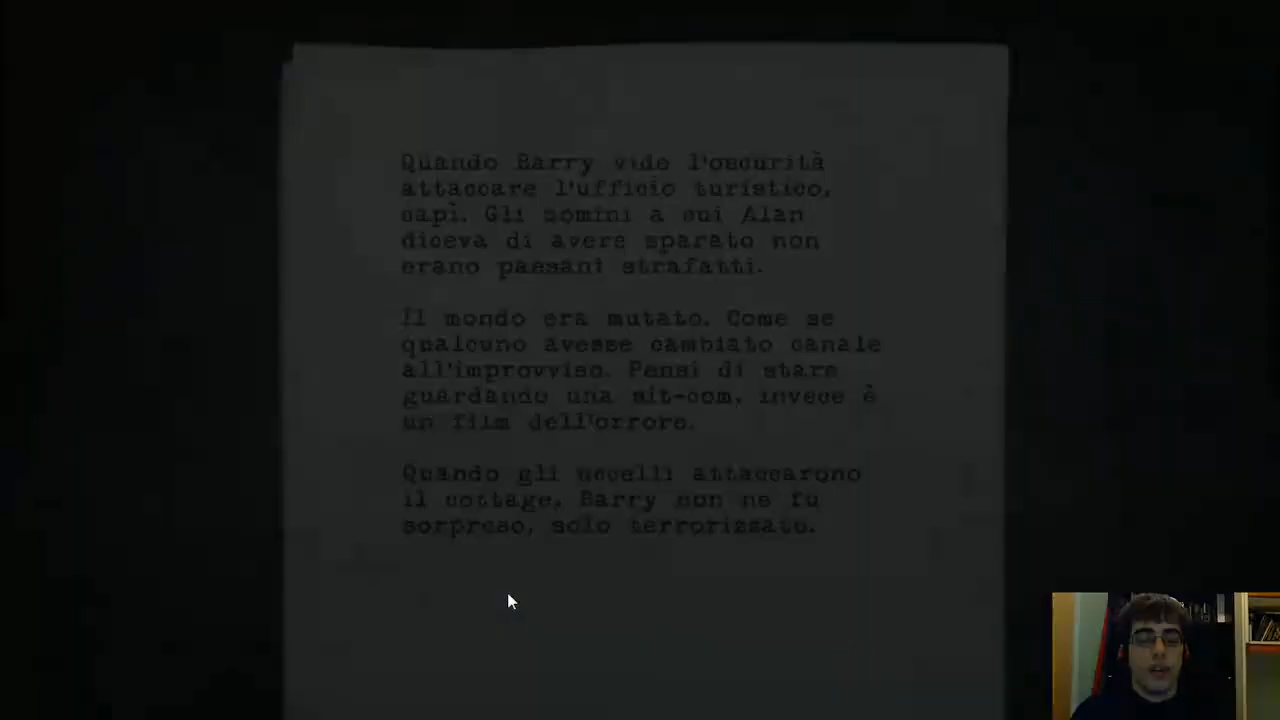 Quando Barry vide l'oscurità
attaccare l'ufficio turistico,
capì. Gli uomini a cui Alan
diceva di avere sparato non
erano paesani strafatti.
Il mondo era mutato. Come se
qualcuno avesse cambiato canale
all'improvviso. Pensi di stare
guardando una sit-com, invece è
un film dell'orrore.
Quando gli uccelli attaccarono
il cottage, Barry non ne fu
sorpreso, solo terrorizzato.